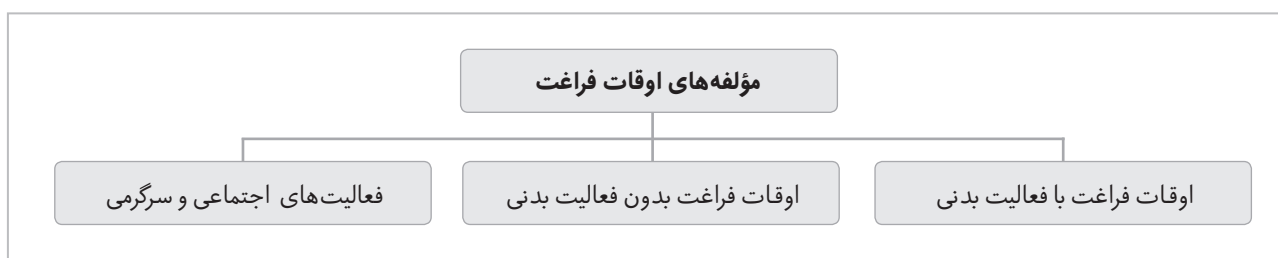 مؤلفه‌های اوقات فراغت
اوقات فراغت با فعالیت بدنی
اوقات فراغت بدون فعالیت بدنی
فعالیت‌های اجتماعی و سرگرمی